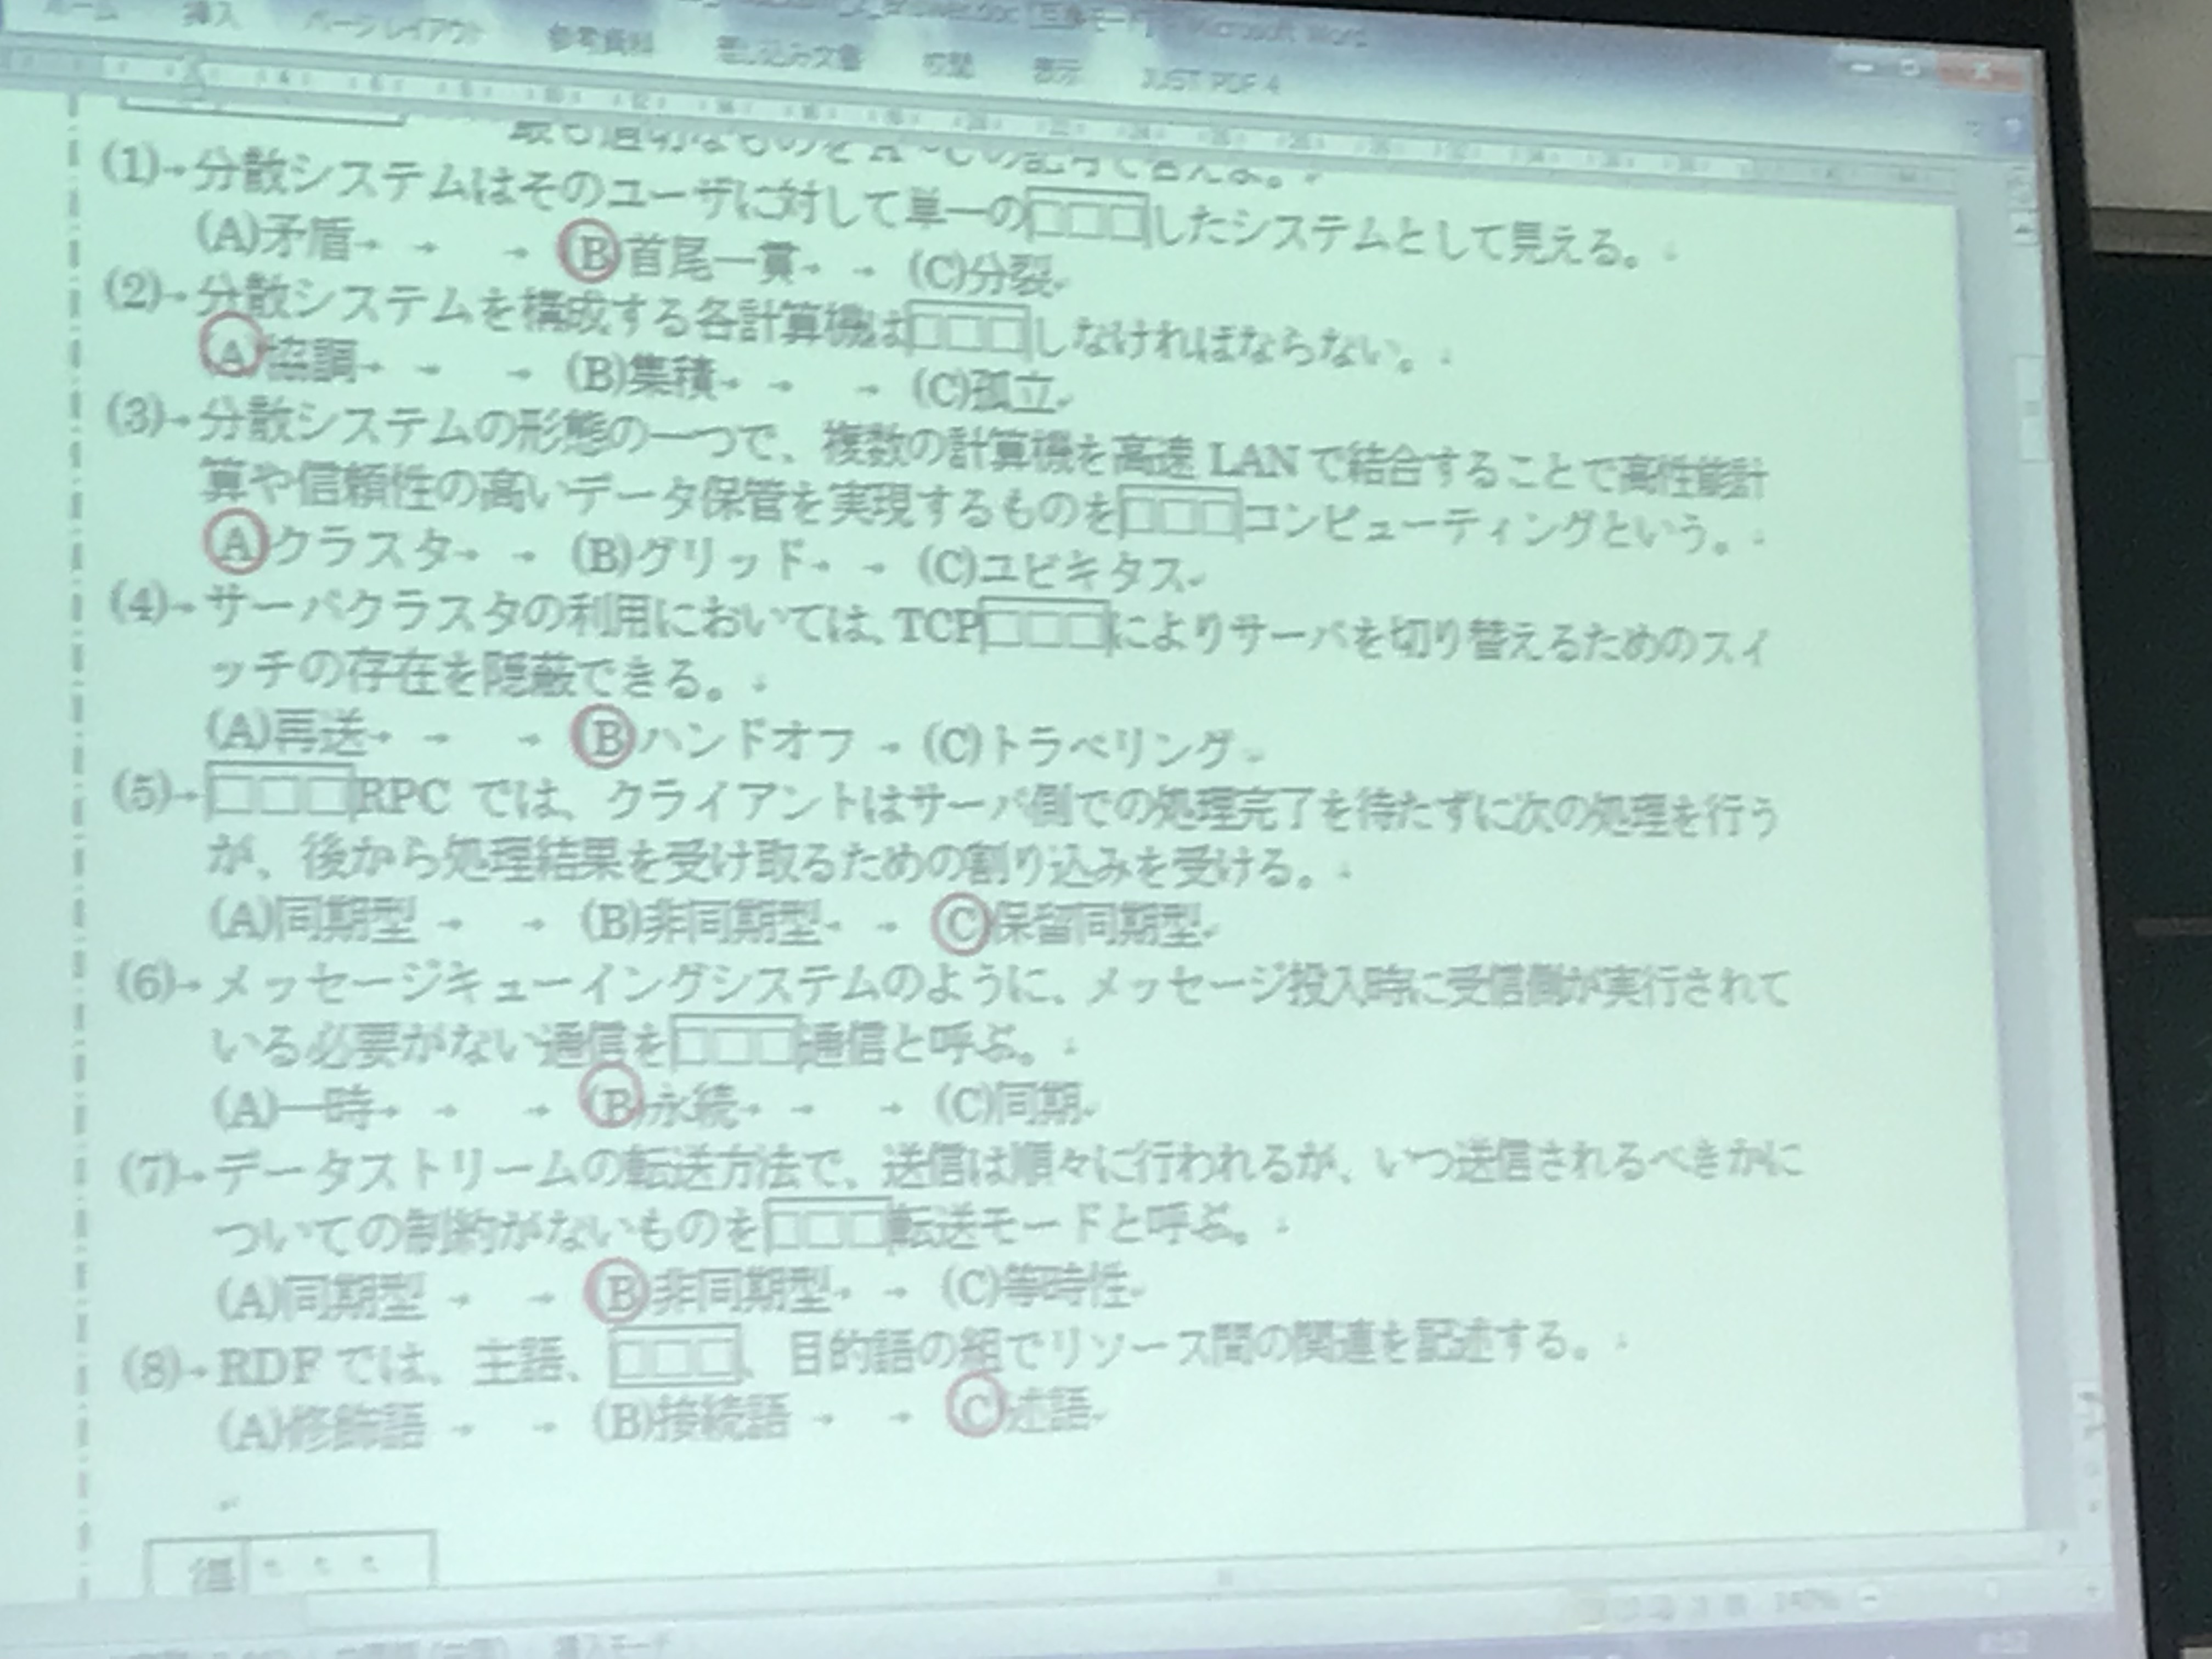 ホーム 挿入 ページレイアウト 参考資料 差し込み文書 校閲 表示 JUST PDF 4
[互換モード] Microsoft Word
最も適切なものを A~Cの記号で答えよ。
(1)→分散システムはそのユーザに対して単一の□□□したシステムとして見える。↓
(A)矛盾→ → → (B)首尾一貫→ → (C)分裂
(2)→分散システムを構成する各計算機は□□□しなければならない。↓
(A)協調→ → → (B)集積→ → → (C)孤立
(3)→分散システムの形態の一つで、複数の計算機を高速 LAN で結合することで高性能計
算や信頼性の高いデータ保管を実現するものを□□□コンピューティングという。↓
(A)クラスタ→ → (B)グリッド→ → (C)ユビキタス
(4)→サーバクラスタの利用においては、TCP□□□によりサーバを切り替えるためのスイ
ッチの存在を隠蔽できる。↓
(A)再送→ → → (B)ハンドオフ → (C)トラベリング
(5)→□□□RPC では、クライアントはサーバ側での処理完了を待たずに次の処理を行う
が、後から処理結果を受け取るための割り込みを受ける。↓
(A)同期型 → → (B)非同期型→ → (C)保留同期型
(6)→メッセージキューイングシステムのように、メッセージ投入時に受信側が実行されて
いる必要がない通信を□□□通信と呼ぶ。↓
(A)一時→ → → (B)永続→ → → (C)同期
(7)→データストリームの転送方法で、送信は順々に行われるが、いつ送信されるべきかに
ついての制約がないものを□□□転送モードと呼ぶ。↓
(A)同期型 → → (B)非同期型→ → (C)等時性
(8)→RDF では、主語、□□□、目的語の組でリソース間の関連を記述する。↓
(A)修飾語 → → (B)接続語 → → (C)述語
得
挿入モード